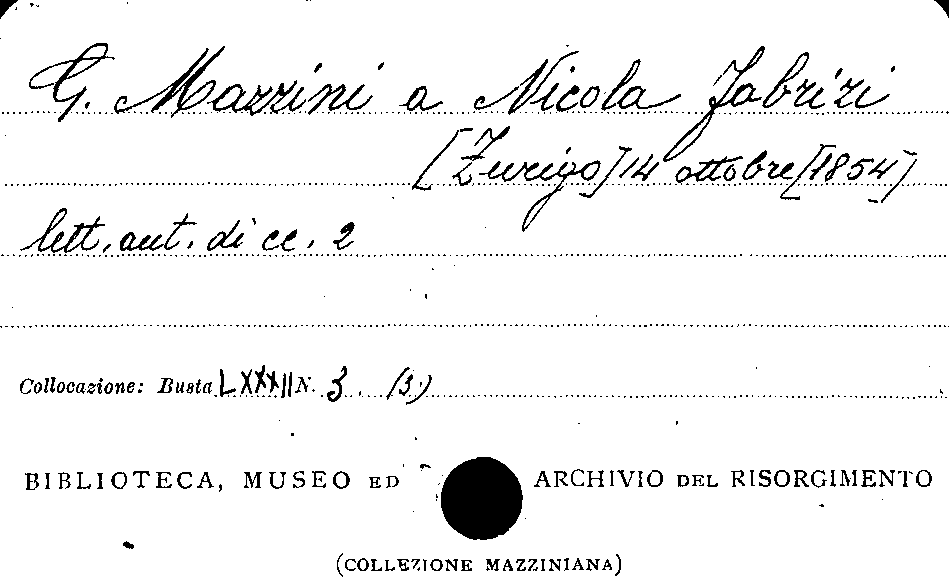 G. Mazzini a Nicola Fabrizi
[Zurigo] 14 ottobre [1854]
lett. aut. di cc. 2
Collocazione: Busta LXXXII N. 3 (3)
BIBLIOTECA, MUSEO ED ARCHIVIO DEL RISORGIMENTO
(COLLEZIONE MAZZINIANA)